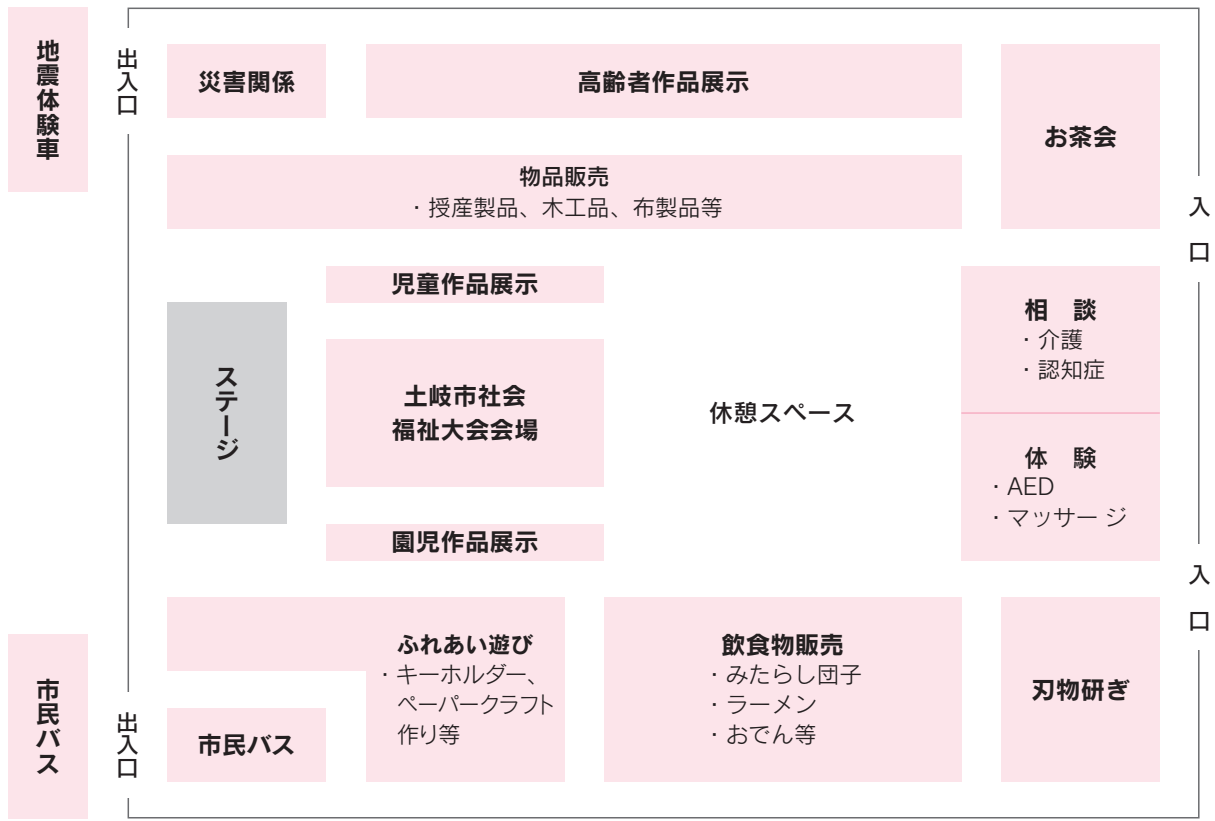 地震体験車
出入口
災害関係
高齢者作品展示
お茶会
物品販売
・授産製品、木工品、布製品等
入口
児童作品展示
ステージ
土岐市社会
福祉大会会場
休憩スペース
相　談
・介護
・認知症
体　験
・AED
・マッサージ
園児作品展示
入口
ふれあい遊び
・キーホルダー、
ペーパークラフト
作り等
飲食物販売
・みたらし団子
・ラーメン
・おでん等
刃物研ぎ
市民バス
出入口
市民バス